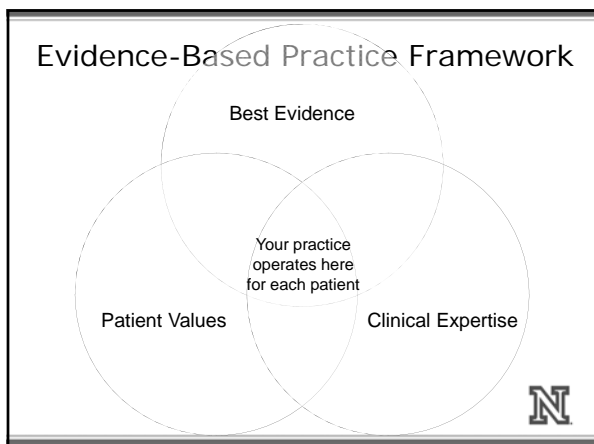 Evidence-Based Practice Framework
Best Evidence
Your practice
operates here
for each patient
Patient Values
Clinical Expertise
N